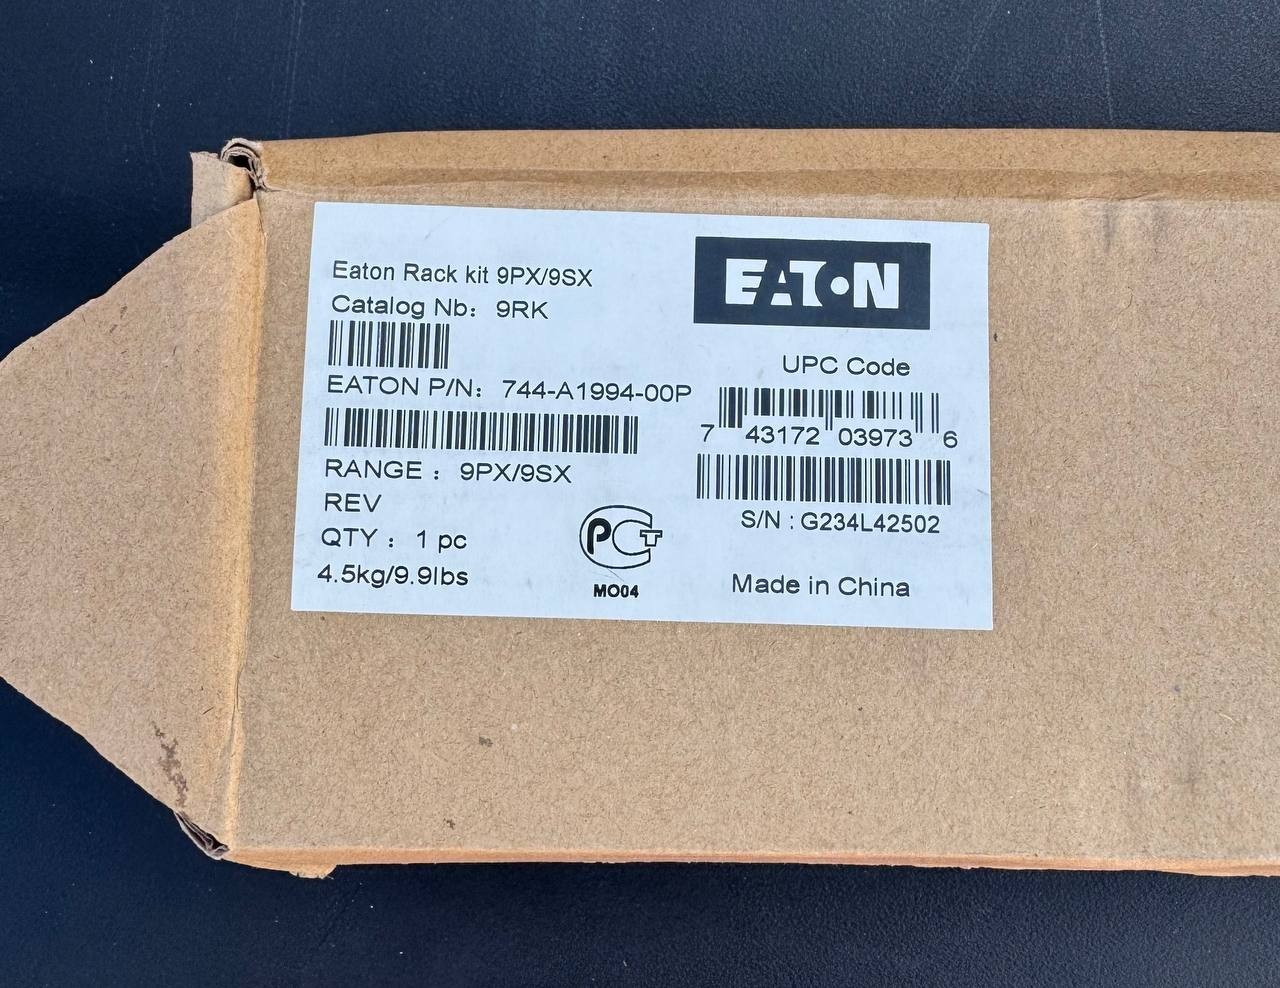 Eaton Rack kit 9PX/9SX
Catalog Nb: 9RK
EATON P/N: 744-A1994-00P
RANGE : 9PX/9SX
REV
QTY : 1 pc
4.5kg/9.9lbs
PCT
MO04
EATON
UPC Code
7 43172 03973 6
S/N : G234L42502
Made in China